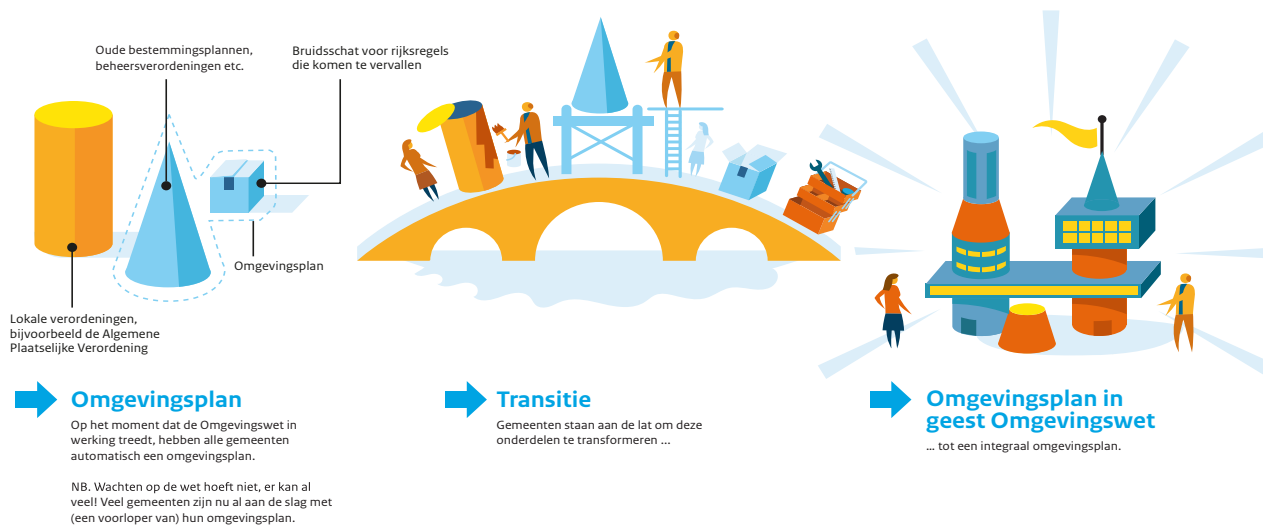 Oude bestemmingsplannen,
beheersverordeningen etc.
Bruidsschat voor rijksregels
die komen te vervallen
Omgevingsplan
Lokale verordeningen,
bijvoorbeeld de Algemene
Plaatselijke Verordening
Omgevingsplan
Op het moment dat de Omgevingswet in
werking treedt, hebben alle gemeenten
automatisch een omgevingsplan.
NB. Wachten op de wet hoeft niet, er kan al
veel! Veel gemeenten zijn nu al aan de slag met
(een voorloper van) hun omgevingsplan.
Transitie
Gemeenten staan aan de lat om deze
onderdelen te transformeren ...
Omgevingsplan in
geest Omgevingswet
... tot een integraal omgevingsplan.